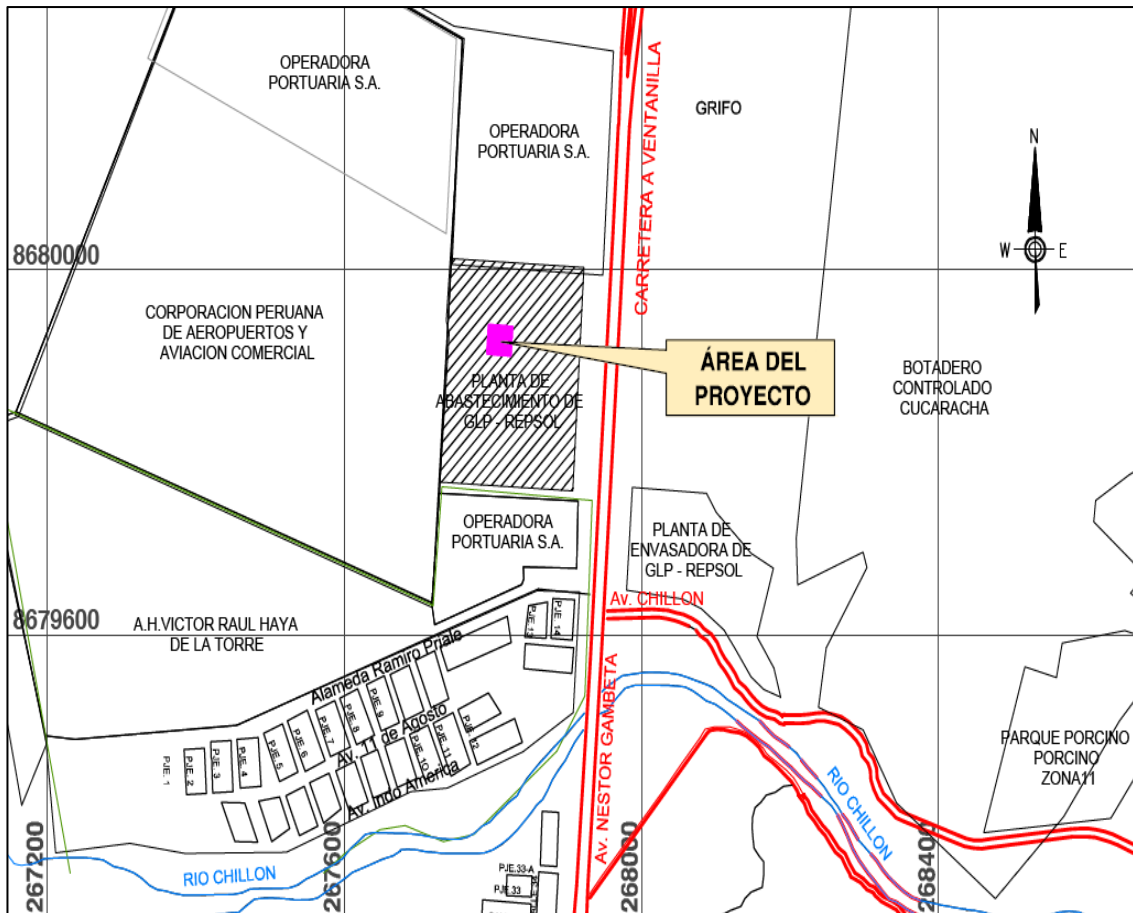 OPERADORA
PORTUARIA S.A.
OPERADORA
PORTUARIA S.A.
CARRETERA A VENTANILLA
GRIFO
N
W
E
8680000
CORPORACION PERUANA
DE AEROPUERTOS Y
AVIACION COMERCIAL
ÁREA DEL
PROYECTO
PLANTA DE
ABASTECIMIENTO DE
GLP - REPSOL
BOTADERO
CONTROLADO
CUCARACHA
OPERADORA
PORTUARIA S.A.
PLANTA DE
ENVASADORA DE
GLP - REPSOL
Av. CHILLON
8679600
A.H.VICTOR RAUL HAYA
DE LA TORRE
PJE. 13
PJE. 14
Alameda Ramiro Priale
Av. NESTOR GAMBETA
PJE. 1
PJE. 2
PJE. 3
PJE. 4
PJE. 5
PJE. 6
PJE. 7
PJE. 8
PJE. 9
Av. 11 de Agosto
PJE. 10
PJE. 11
PJE. 12
Av. Indo America
PARQUE PORCINO
PORCINO
ZONA11
RIO CHILLON
RIO CHILLON
PJE.33-A
PJE.33
267200
267600
268000
268400